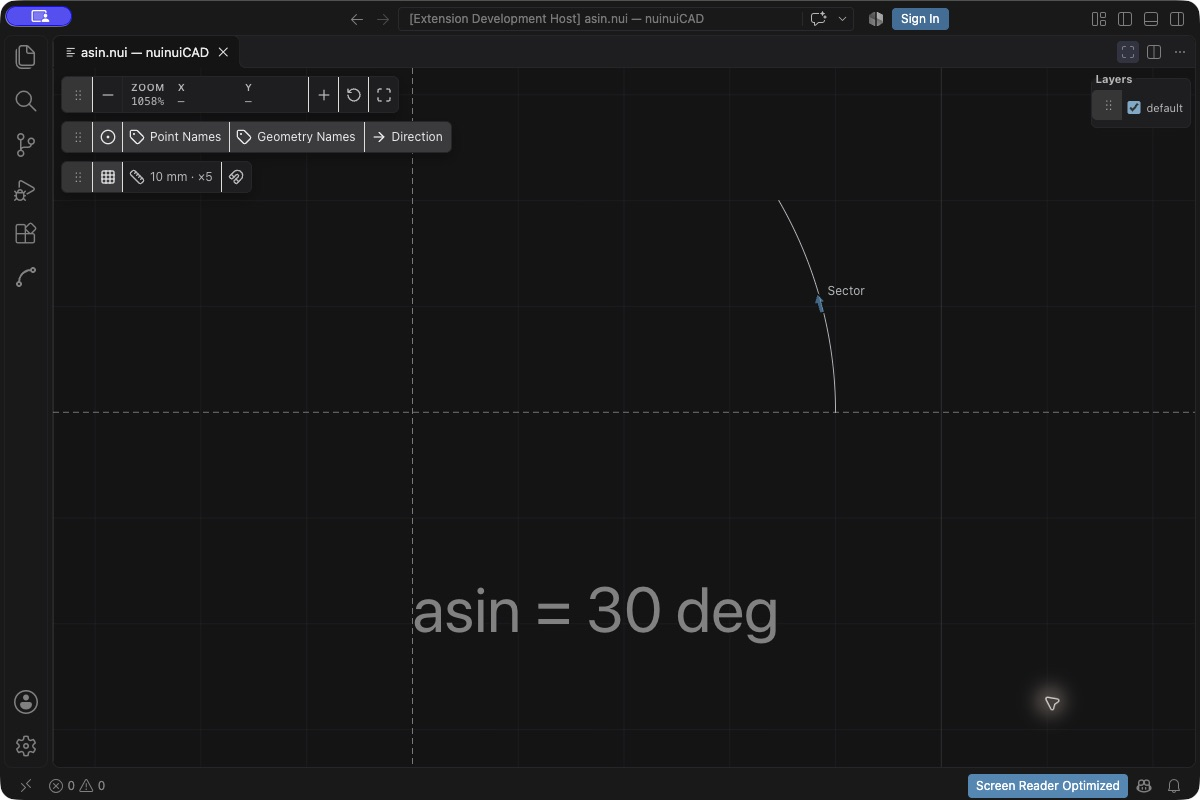 [Extension Development Host] asin.nui — nuinuiCAD
Sign In
asin.nui — nuinuiCAD
ZOOM X Y
1058% – –
Layers
default
Point Names
Geometry Names
Direction
10 mm · ×5
Sector
asin = 30 deg
0 0
Screen Reader Optimized